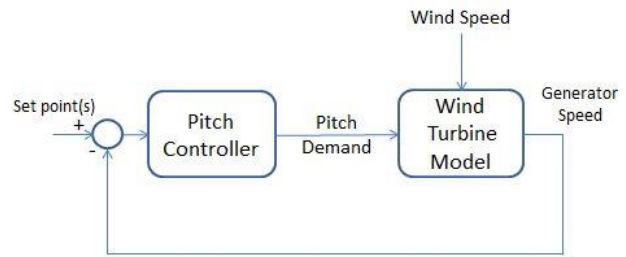 Wind Speed
Set point(s)
+
-
Pitch
Controller
Pitch
Demand
Wind
Turbine
Model
Generator
Speed